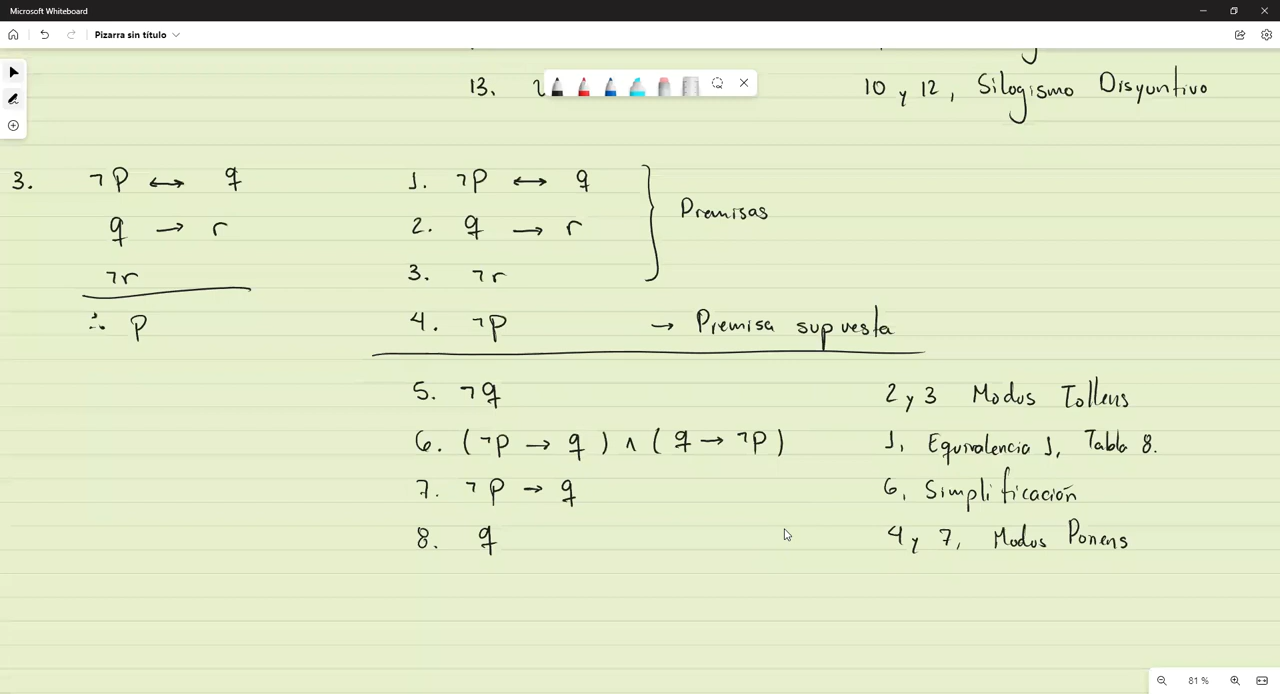 Microsoft Whiteboard
Pizarra sin título
13. 10 y 12, Silogismo Disyuntivo
3. ¬p ↔ q 1. ¬p ↔ q
q → r 2. q → r Premisas
¬r 3. ¬r
∴ p 4. ¬p → Premisa supuesta
5. ¬q 2 y 3 Modus Tollens
6. (¬p → q) ∧ (q → ¬p) 1, Equivalencia 1, Tabla 8.
7. ¬p → q 6, Simplificación
8. q 4 y 7, Modus Ponens
81 %